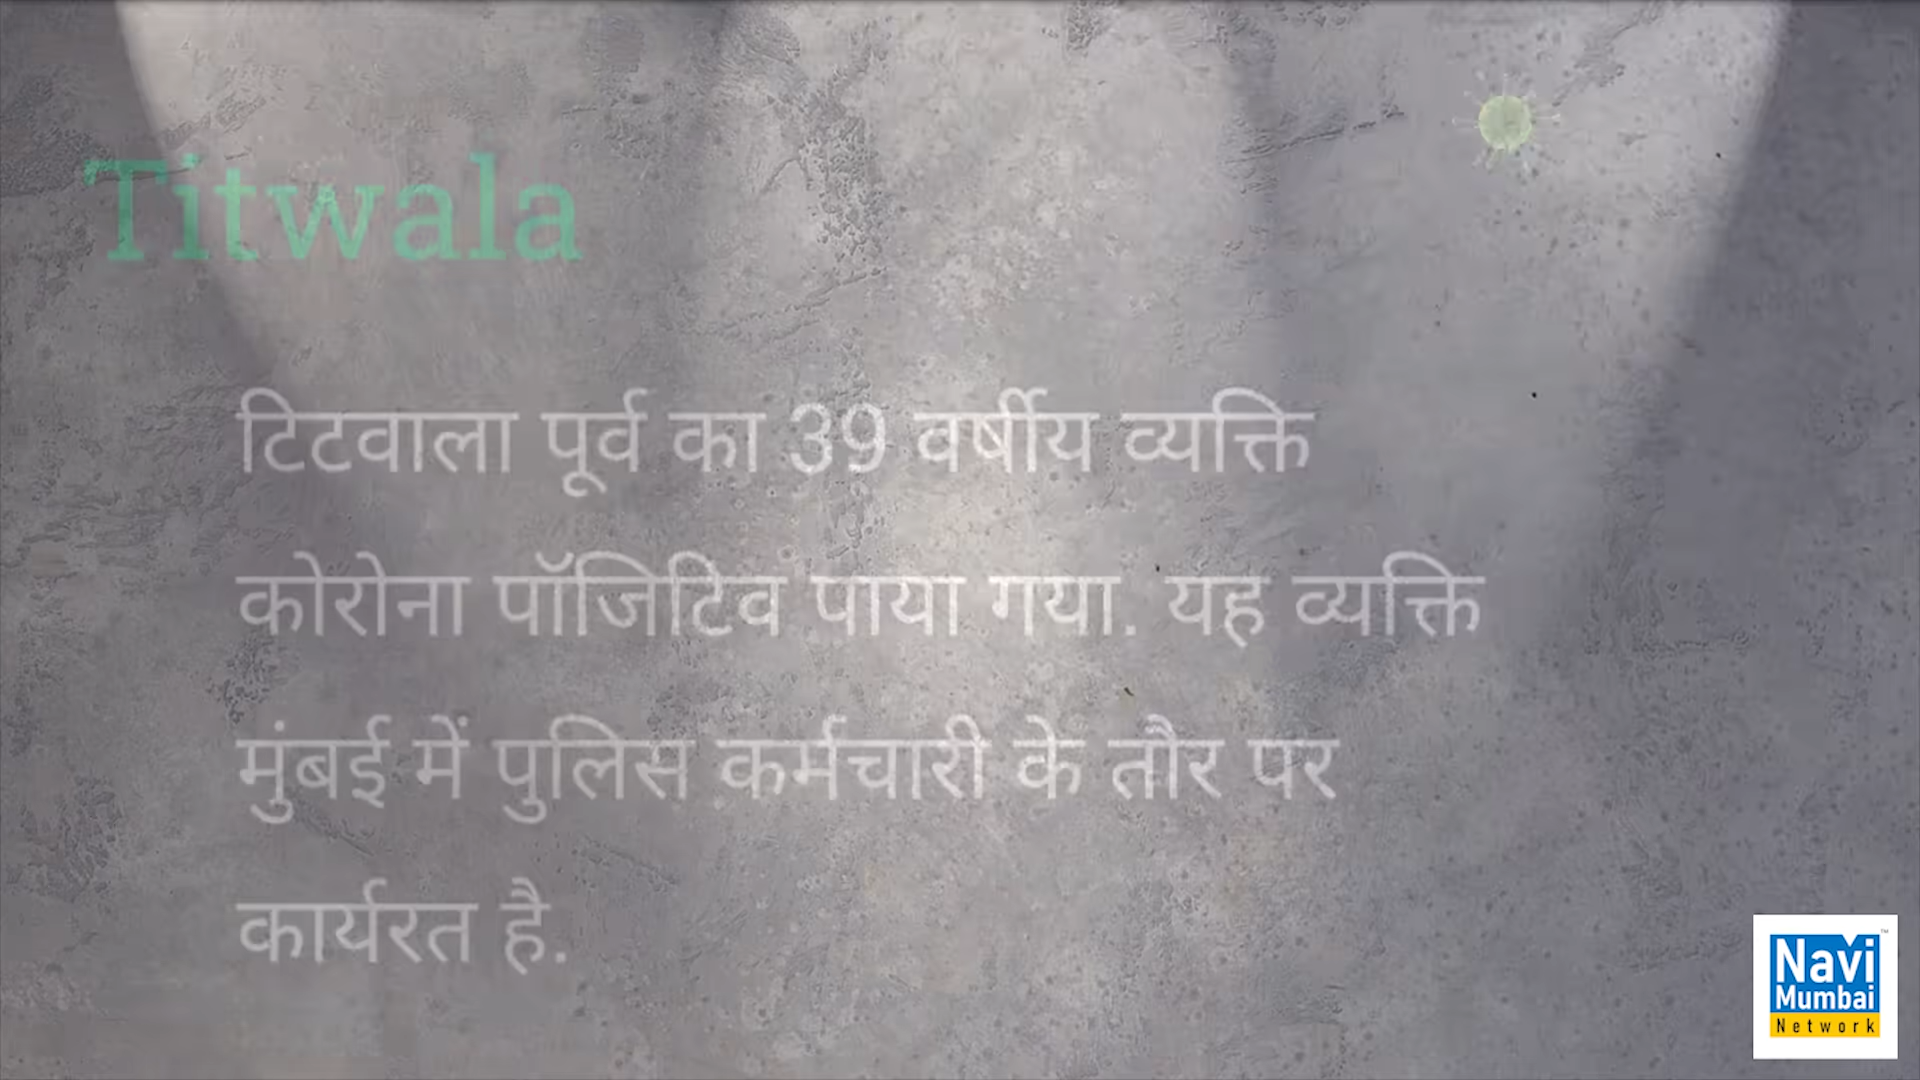 Titwala
टिटवाला पूर्व का 39 वर्षीय व्यक्ति
कोरोना पॉजिटिव पाया गया. यह व्यक्ति
मुंबई में पुलिस कर्मचारी के तौर पर
कार्यरत है.
Navi
Mumbai
Network